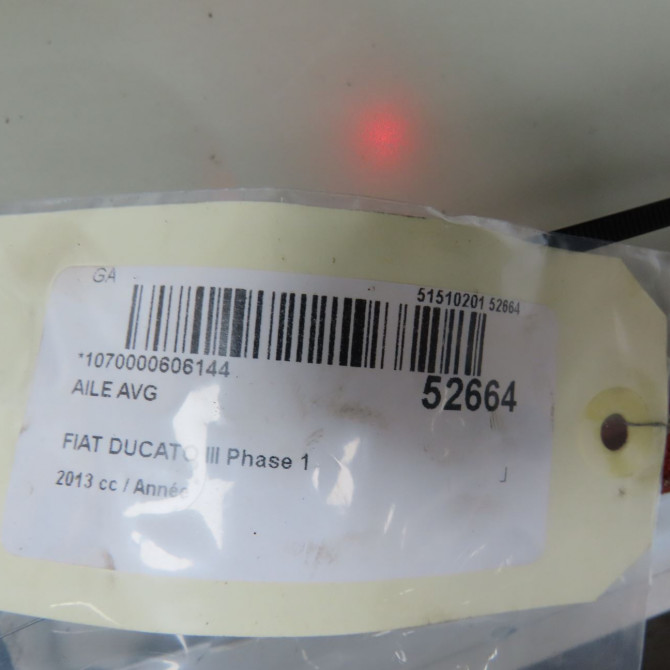 GA
51510201 52664
*1070000606144
AILE AVG
52664
FIAT DUCATO III Phase 1
2013 cc / Année